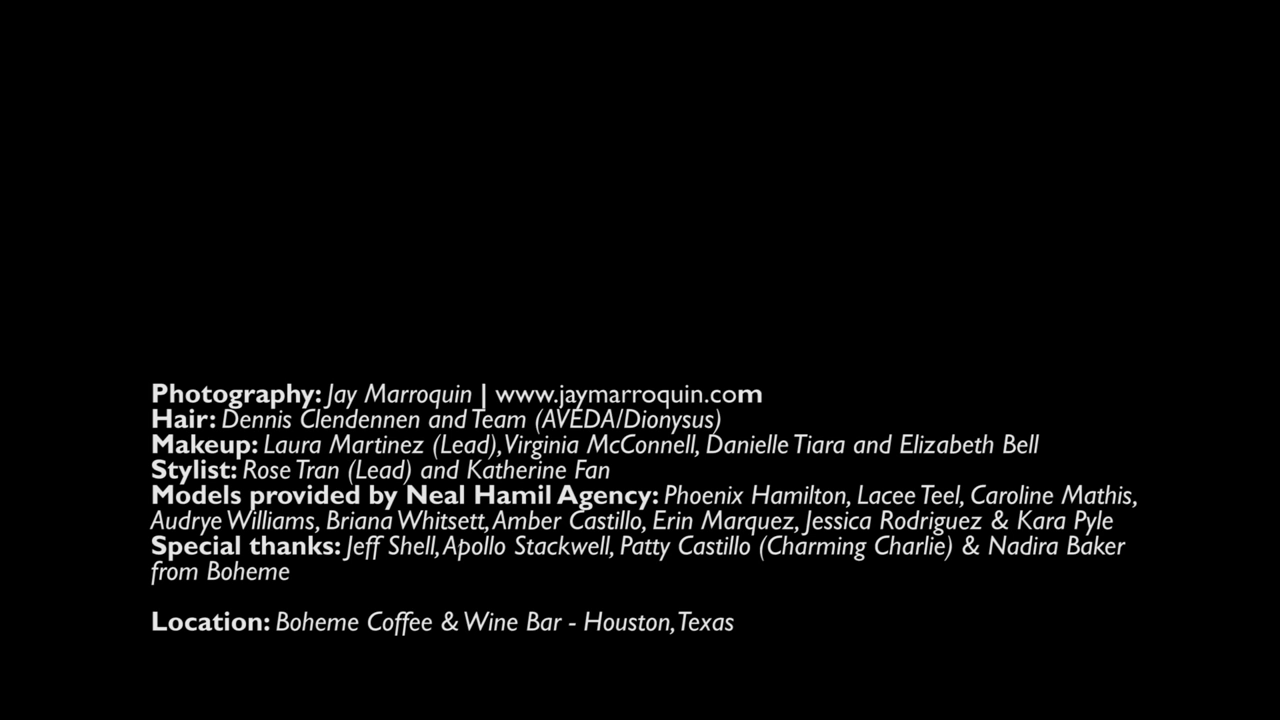 Photography: Jay Marroquin | www.jaymarroquin.com
Hair: Dennis Clendennen and Team (AVEDA/Dionysus)
Makeup: Laura Martinez (Lead), Virginia McConnell, Danielle Tiara and Elizabeth Bell
Stylist: Rose Tran (Lead) and Katherine Fan
Models provided by Neal Hamil Agency: Phoenix Hamilton, Lacee Teel, Caroline Mathis,
Audrye Williams, Briana Whitsett, Amber Castillo, Erin Marquez, Jessica Rodriguez & Kara Pyle
Special thanks: Jeff Shell, Apollo Stackwell, Patty Castillo (Charming Charlie) & Nadira Baker
from Boheme
Location: Boheme Coffee & Wine Bar - Houston, Texas